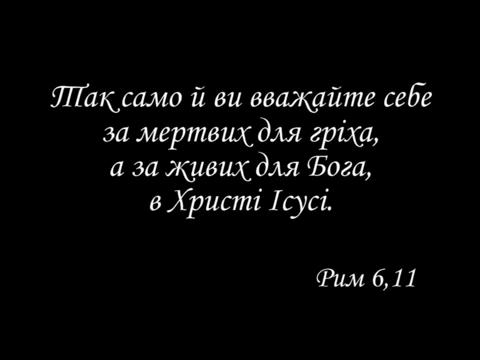 Так само й ви вважайте себе
за мертвих для гріха,
а за живих для Бога,
в Христі Ісусі.
Рим 6,11